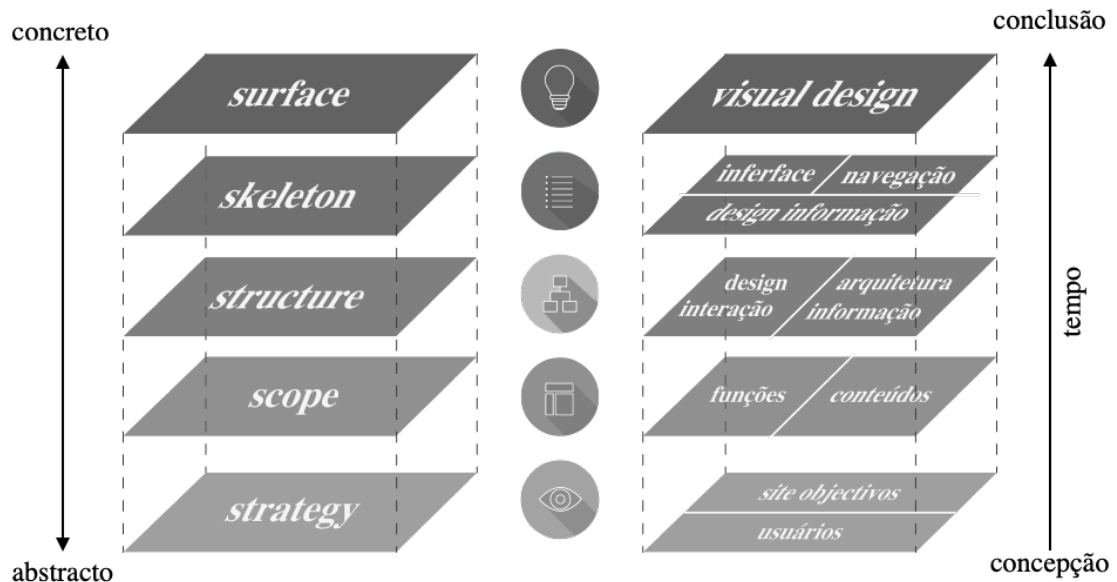 concreto
conclusão
surface
visual design
skeleton
inferface
navegação
design informação
structure
design
interação
arquitetura
informação
tempo
scope
funções
conteúdos
strategy
site objectivos
usuários
abstracto
concepção